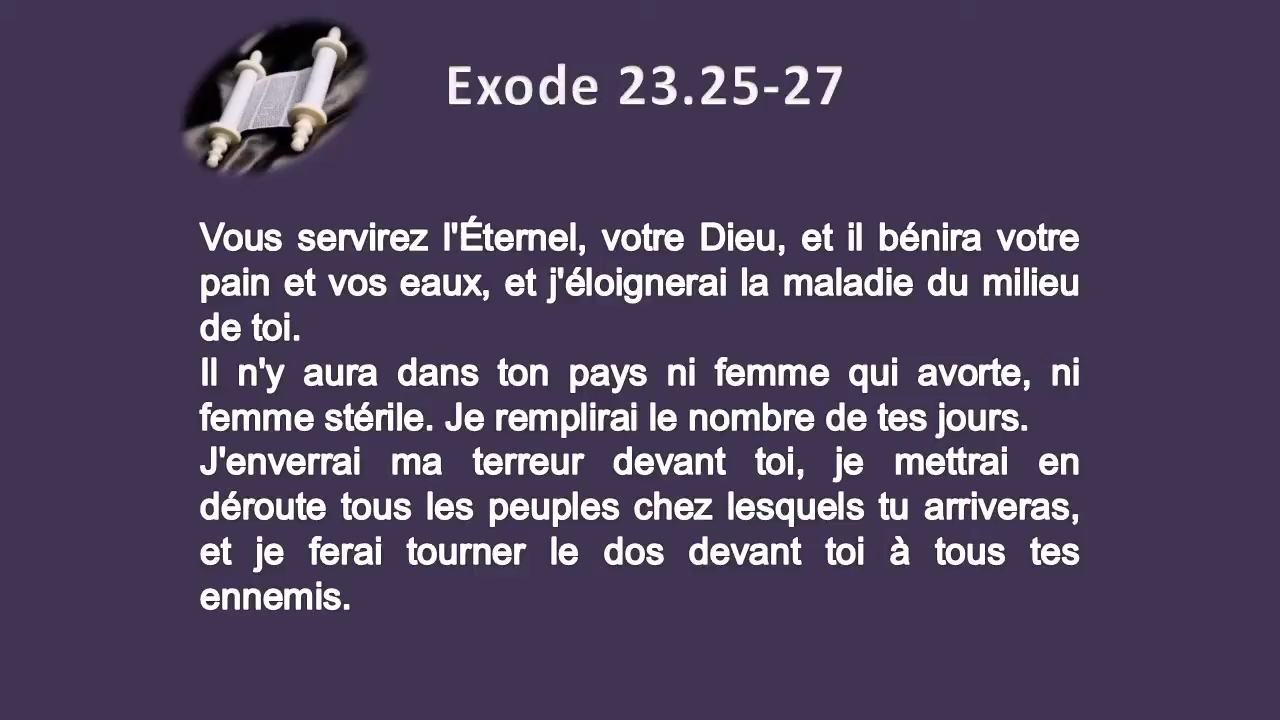 Exode 23.25-27
Vous servirez l'Éternel, votre Dieu, et il bénira votre
pain et vos eaux, et j'éloignerai la maladie du milieu
de toi.
Il n'y aura dans ton pays ni femme qui avorte, ni
femme stérile. Je remplirai le nombre de tes jours.
J'enverrai ma terreur devant toi, je mettrai en
déroute tous les peuples chez lesquels tu arriveras,
et je ferai tourner le dos devant toi à tous tes
ennemis.